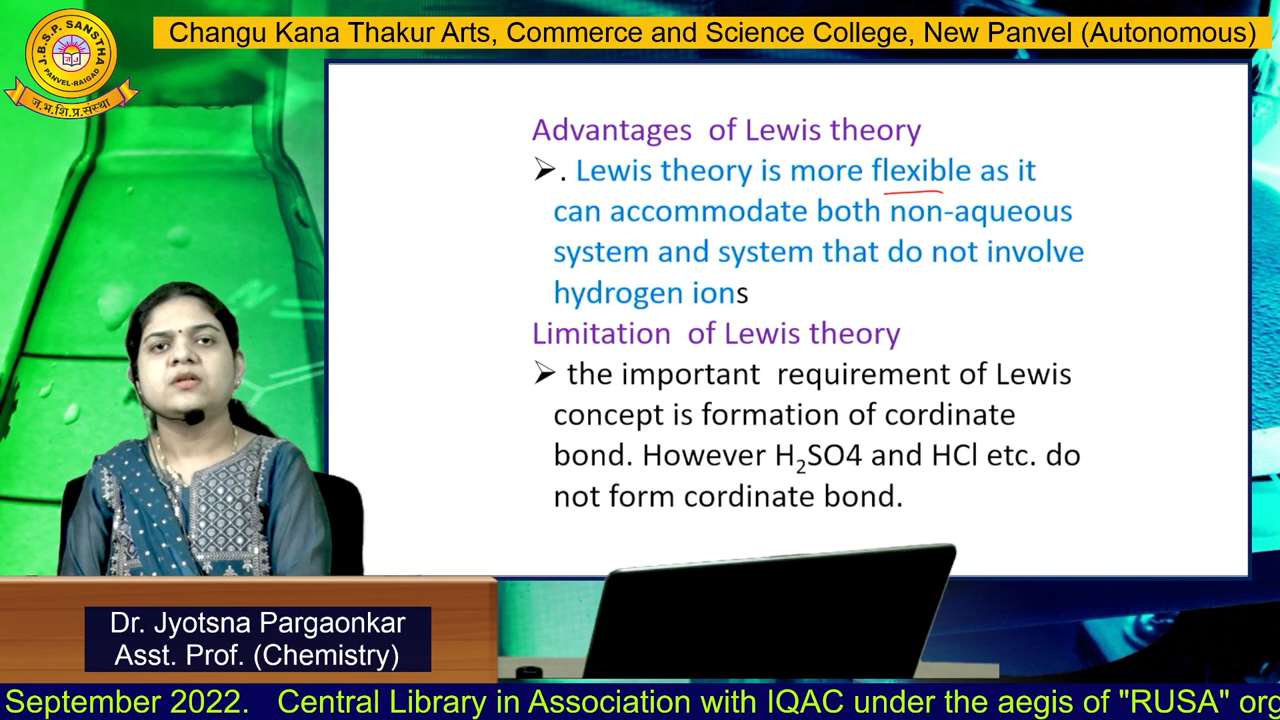 J.B.S.P. SANSTHA
PANVEL-RAIGAD
ज.भ.शि.प्र.संस्था
Changu Kana Thakur Arts, Commerce and Science College, New Panvel (Autonomous)
Advantages of Lewis theory
➢. Lewis theory is more flexible as it
can accommodate both non-aqueous
system and system that do not involve
hydrogen ions
Limitation of Lewis theory
➢ the important requirement of Lewis
concept is formation of cordinate
bond. However H₂SO4 and HCl etc. do
not form cordinate bond.
Dr. Jyotsna Pargaonkar
Asst. Prof. (Chemistry)
September 2022. Central Library in Association with IQAC under the aegis of "RUSA" org